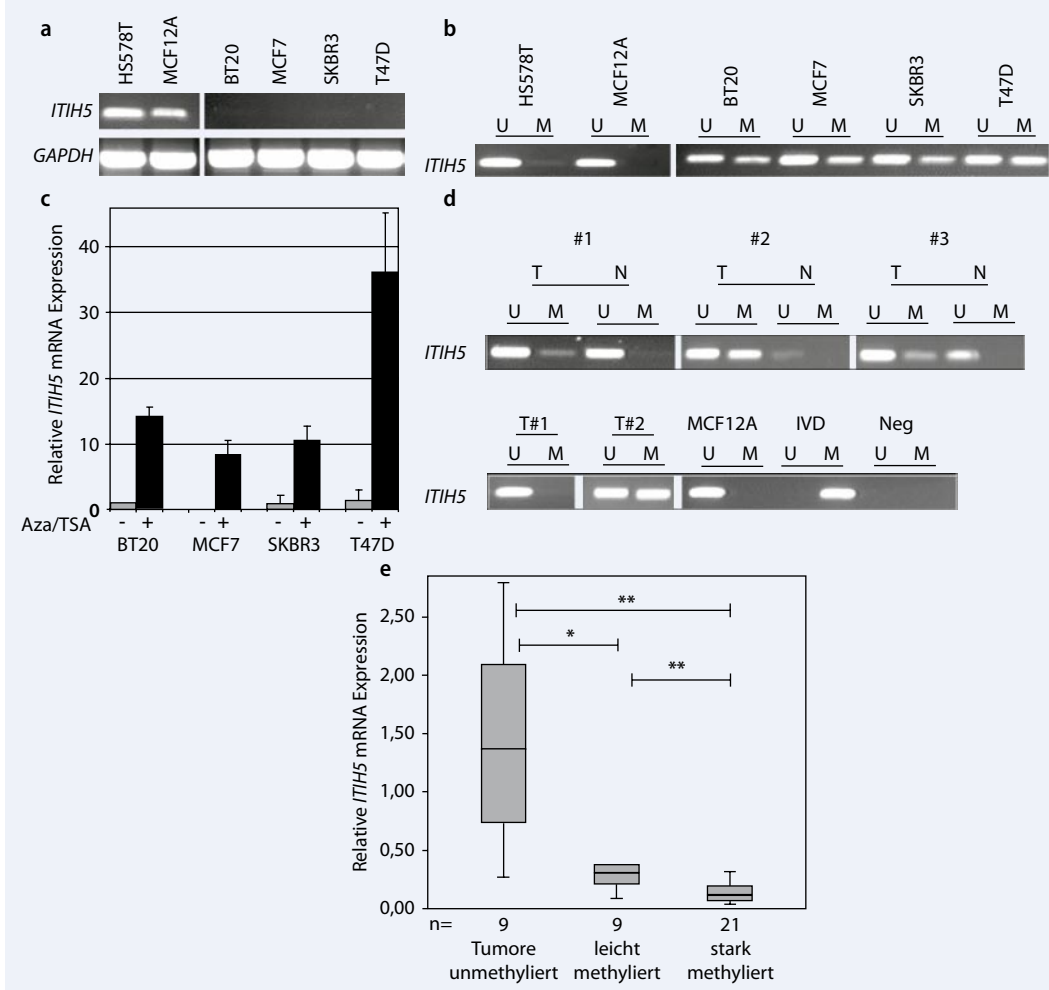 a
HS578T
MCF12A
BT20
MCF7
SKBR3
T47D
ITIH5
GAPDH
b
HS578T
MCF12A
BT20
MCF7
SKBR3
T47D
U M U M U M U M U M U M
ITIH5
c
Relative ITIH5 mRNA Expression
40
30
20
10
0
Aza/TSA - + - + - + - +
BT20 MCF7 SKBR3 T47D
d
#1 #2 #3
T N T N T N
U M U M U M U M U M U M
ITIH5
T#1 T#2 MCF12A IVD Neg
U M U M U M U M U M
ITIH5
e
Relative ITIH5 mRNA Expression
2,50
2,00
1,50
1,00
0,50
0,00
**
*
**
n= 9 9 21
Tumore leicht stark
unmethyliert methyliert methyliert